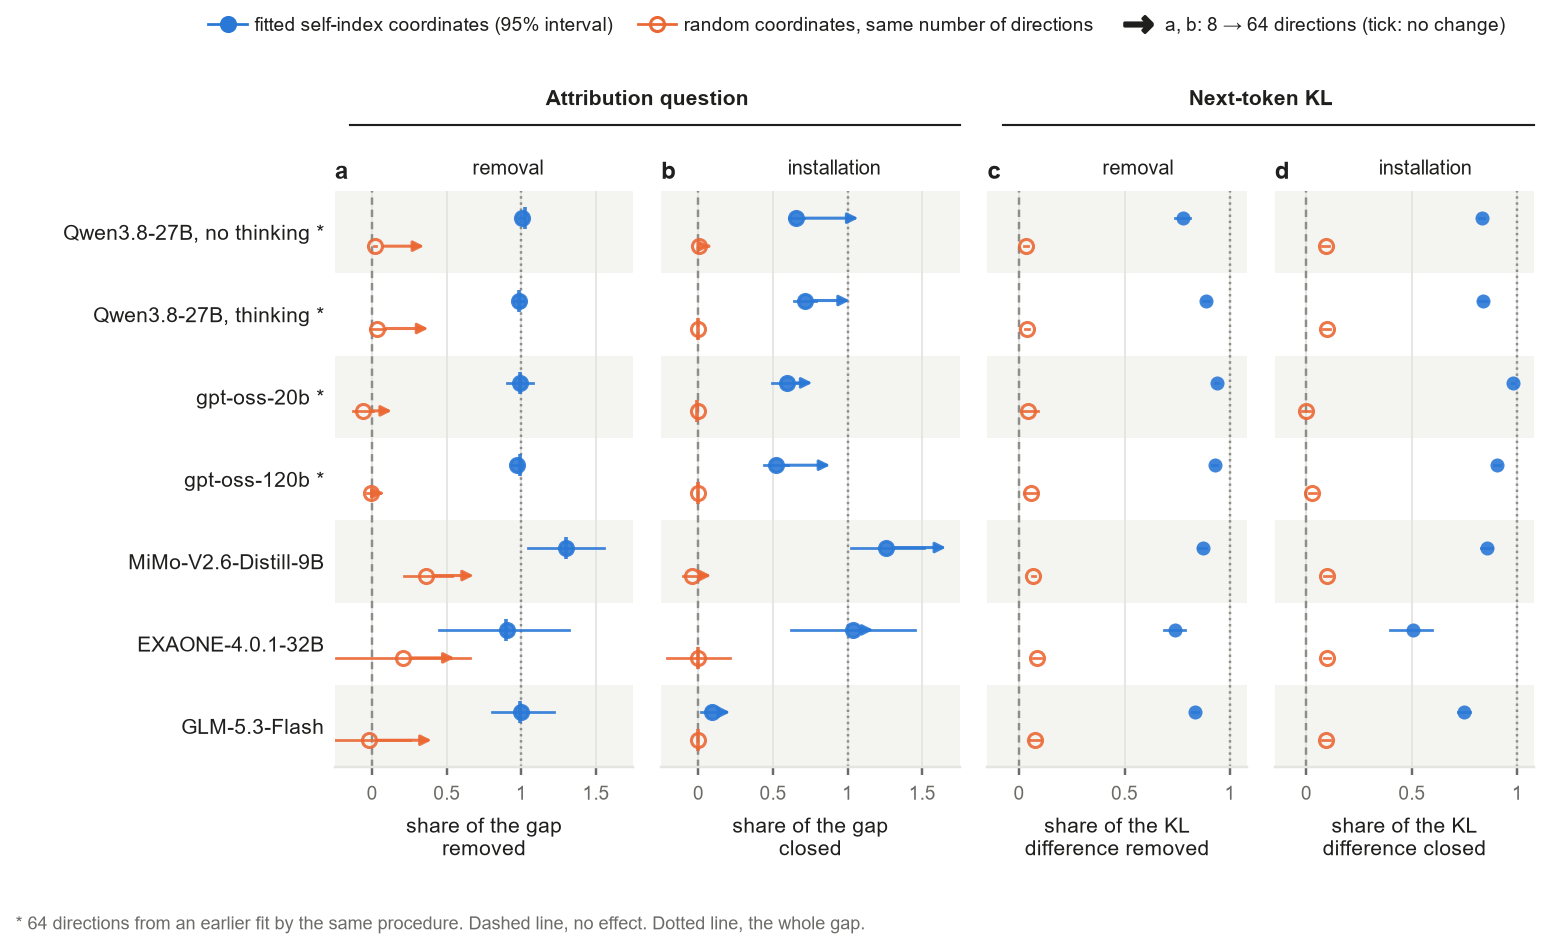 fitted self-index coordinates (95% interval)
random coordinates, same number of directions
a, b: 8 → 64 directions (tick: no change)
Attribution question
Next-token KL
a
removal
b
installation
c
removal
d
installation
Qwen3.8-27B, no thinking *
Qwen3.8-27B, thinking *
gpt-oss-20b *
gpt-oss-120b *
MiMo-V2.6-Distill-9B
EXAONE-4.0.1-32B
GLM-5.3-Flash
0 0.5 1 1.5
0 0.5 1 1.5
0 0.5 1
0 0.5 1
share of the gap
removed
share of the gap
closed
share of the KL
difference removed
share of the KL
difference closed
* 64 directions from an earlier fit by the same procedure. Dashed line, no effect. Dotted line, the whole gap.